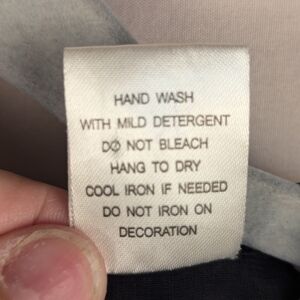 HAND WASH
WITH MILD DETERGENT
DO NOT BLEACH
HANG TO DRY
COOL IRON IF NEEDED
DO NOT IRON ON
DECORATION